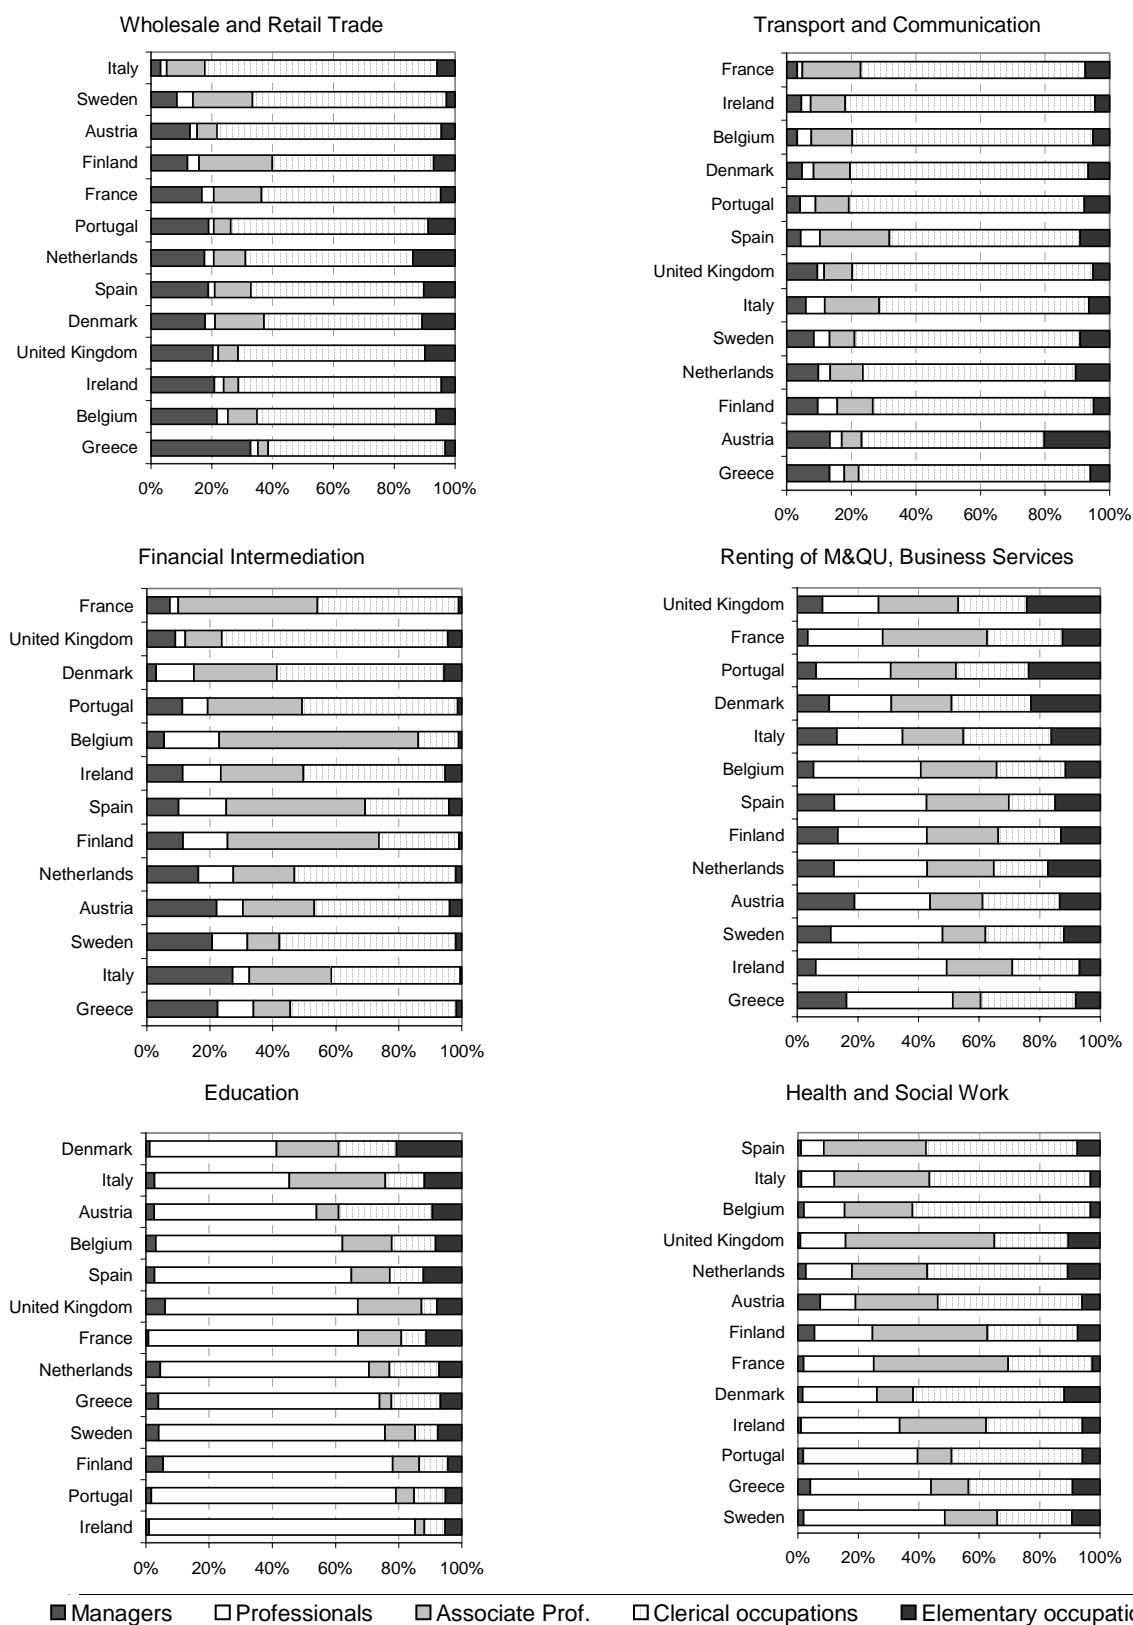 Wholesale and Retail Trade
Italy
Sweden
Austria
Finland
France
Portugal
Netherlands
Spain
Denmark
United Kingdom
Ireland
Belgium
Greece
0% 20% 40% 60% 80% 100%
Transport and Communication
France
Ireland
Belgium
Denmark
Portugal
Spain
United Kingdom
Italy
Sweden
Netherlands
Finland
Austria
Greece
0% 20% 40% 60% 80% 100%
Financial Intermediation
France
United Kingdom
Denmark
Portugal
Belgium
Ireland
Spain
Finland
Netherlands
Austria
Sweden
Italy
Greece
0% 20% 40% 60% 80% 100%
Renting of M&QU, Business Services
United Kingdom
France
Portugal
Denmark
Italy
Belgium
Spain
Finland
Netherlands
Austria
Sweden
Ireland
Greece
0% 20% 40% 60% 80% 100%
Education
Denmark
Italy
Austria
Belgium
Spain
United Kingdom
France
Netherlands
Greece
Sweden
Finland
Portugal
Ireland
0% 20% 40% 60% 80% 100%
Health and Social Work
Spain
Italy
Belgium
United Kingdom
Netherlands
Austria
Finland
France
Denmark
Ireland
Portugal
Greece
Sweden
0% 20% 40% 60% 80% 100%
Managers Professionals Associate Prof. Clerical occupations Elementary occupatio